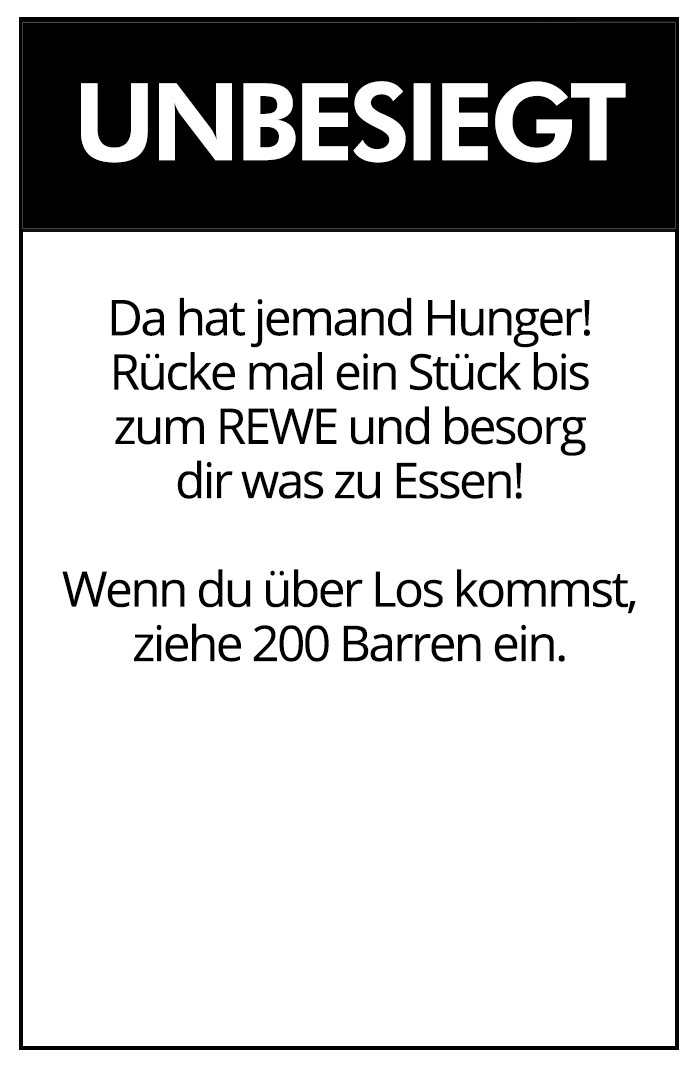 UNBESIEGT
Da hat jemand Hunger!
Rücke mal ein Stück bis
zum REWE und besorg
dir was zu Essen!
Wenn du über Los kommst,
ziehe 200 Barren ein.